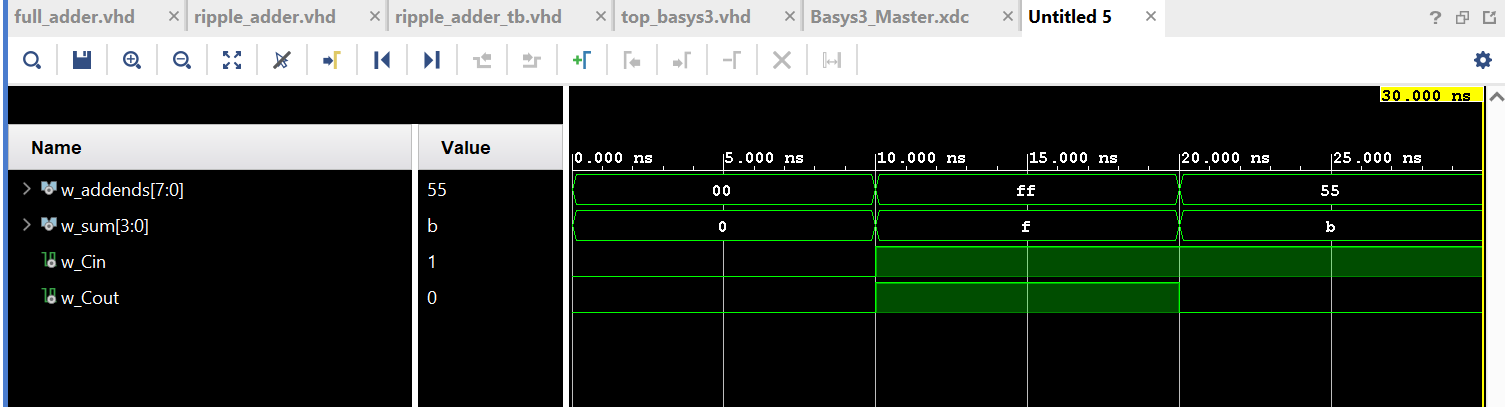 full_adder.vhd × ripple_adder.vhd × ripple_adder_tb.vhd × top_basys3.vhd × Basys3_Master.xdc × Untitled 5 × ?
30.000 ns
Name Value
0.000 ns 5.000 ns 10.000 ns 15.000 ns 20.000 ns 25.000 ns
w_addends[7:0] 55 00 ff 55
w_sum[3:0] b 0 f b
w_Cin 1
w_Cout 0